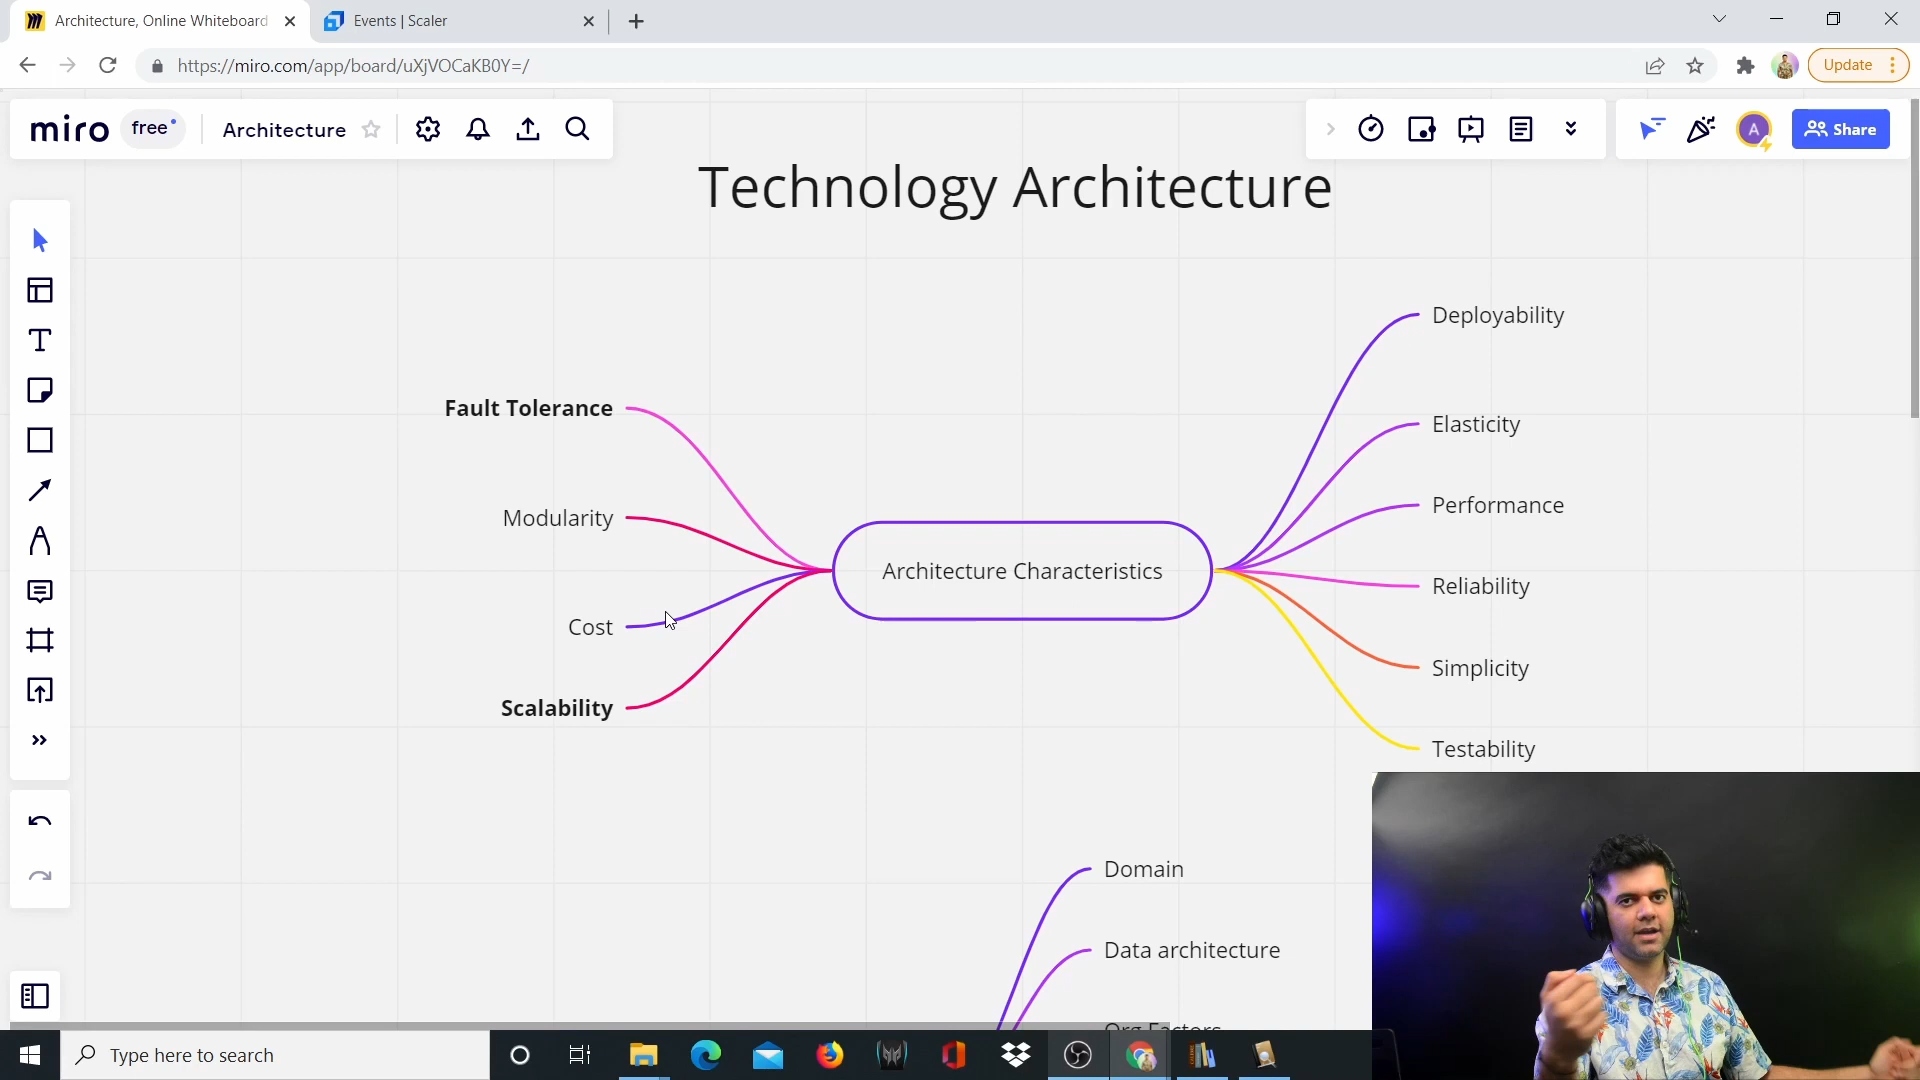 Architecture, Online Whiteboard
Events | Scaler
https://miro.com/app/board/uXjVOCaKB0Y=/
Update
miro
free
Architecture
A
Share
Technology Architecture
Deployability
Fault Tolerance
Elasticity
Performance
Modularity
Architecture Characteristics
Reliability
Cost
Simplicity
Scalability
Testability
Domain
Data architecture
Org Factors
Type here to search